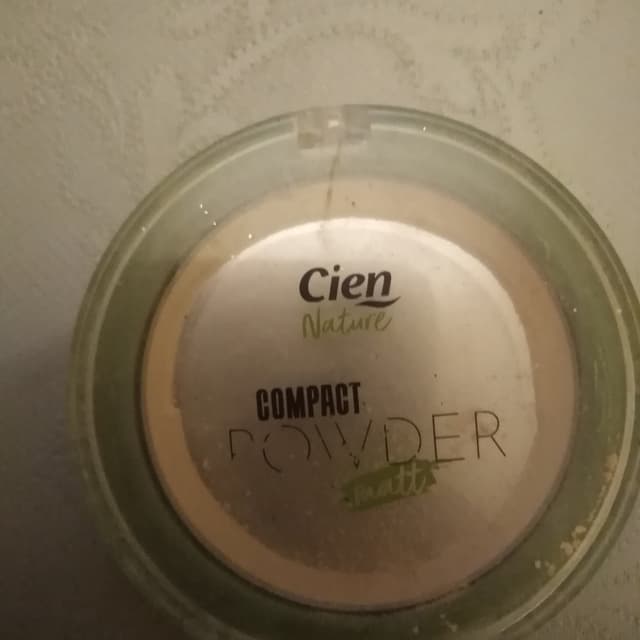 Cien
Nature
COMPACT
POWDER
matt